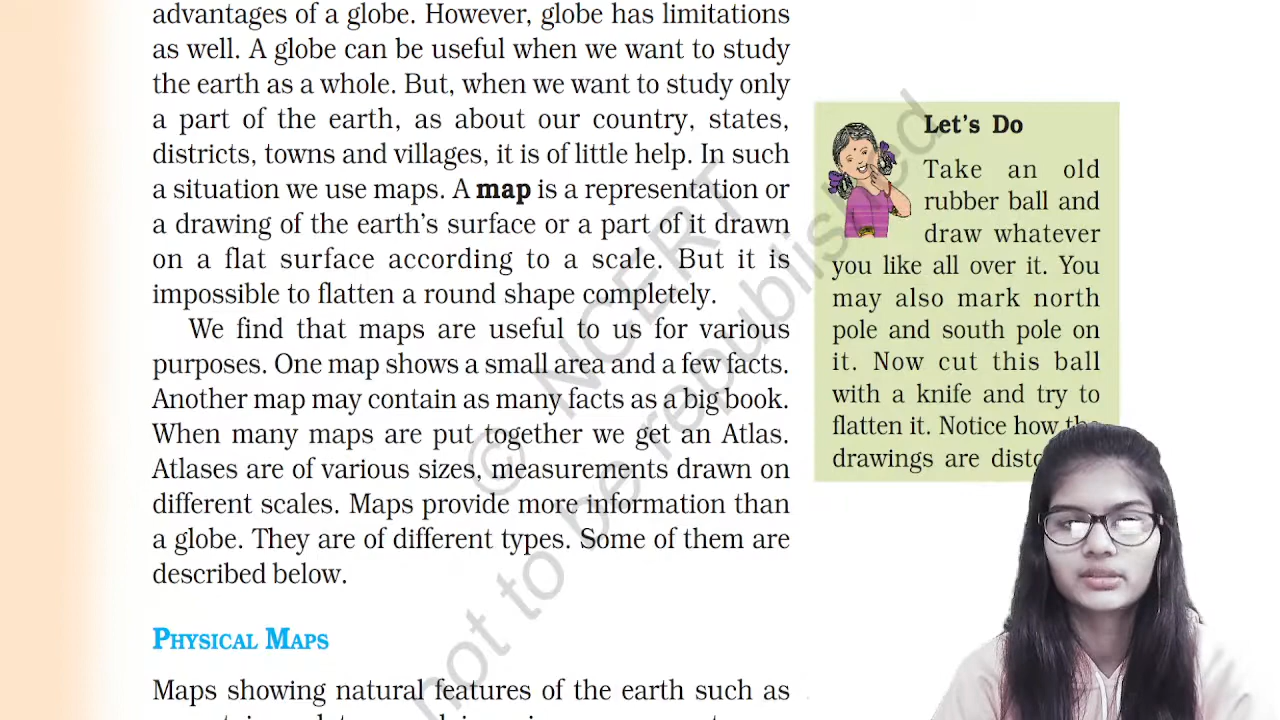 advantages of a globe. However, globe has limitations
as well. A globe can be useful when we want to study
the earth as a whole. But, when we want to study only
a part of the earth, as about our country, states,
districts, towns and villages, it is of little help. In such
a situation we use maps. A map is a representation or
a drawing of the earth's surface or a part of it drawn
on a flat surface according to a scale. But it is
impossible to flatten a round shape completely.
We find that maps are useful to us for various
purposes. One map shows a small area and a few facts.
Another map may contain as many facts as a big book.
When many maps are put together we get an Atlas.
Atlases are of various sizes, measurements drawn on
different scales. Maps provide more information than
a globe. They are of different types. Some of them are
described below.
PHYSICAL MAPS
Maps showing natural features of the earth such as
Let's Do
Take an old
rubber ball and
draw whatever
you like all over it. You
may also mark north
pole and south pole on
it. Now cut this ball
with a knife and try to
flatten it. Notice how the
drawings are
© NCERT
not to be republished